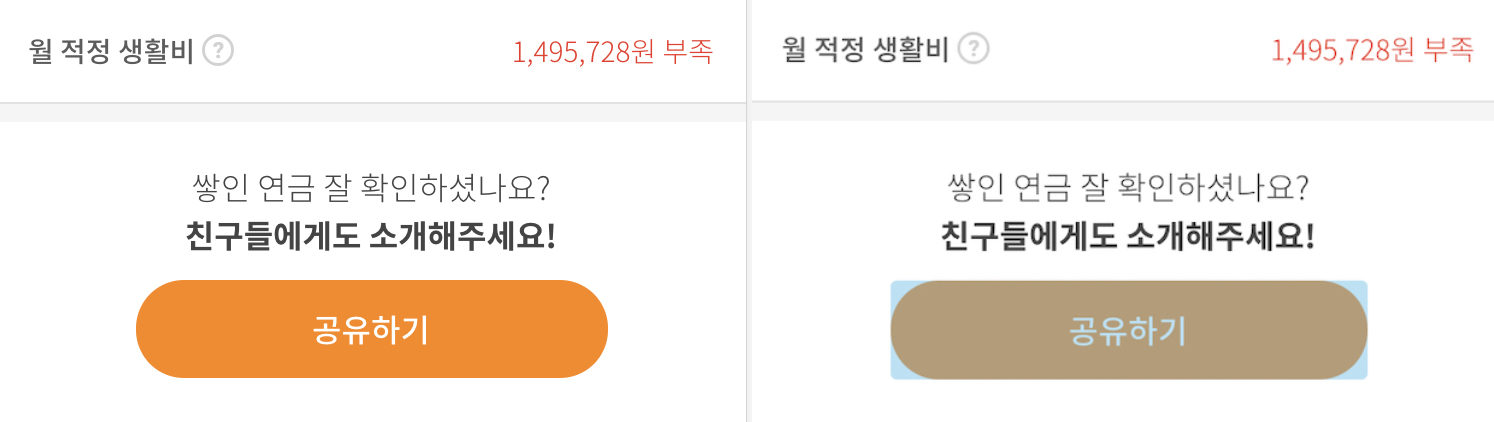 월 적정 생활비 ?
1,495,728원 부족
쌓인 연금 잘 확인하셨나요?
친구들에게도 소개해주세요!
공유하기
월 적정 생활비 ?
1,495,728원 부족
쌓인 연금 잘 확인하셨나요?
친구들에게도 소개해주세요!
공유하기